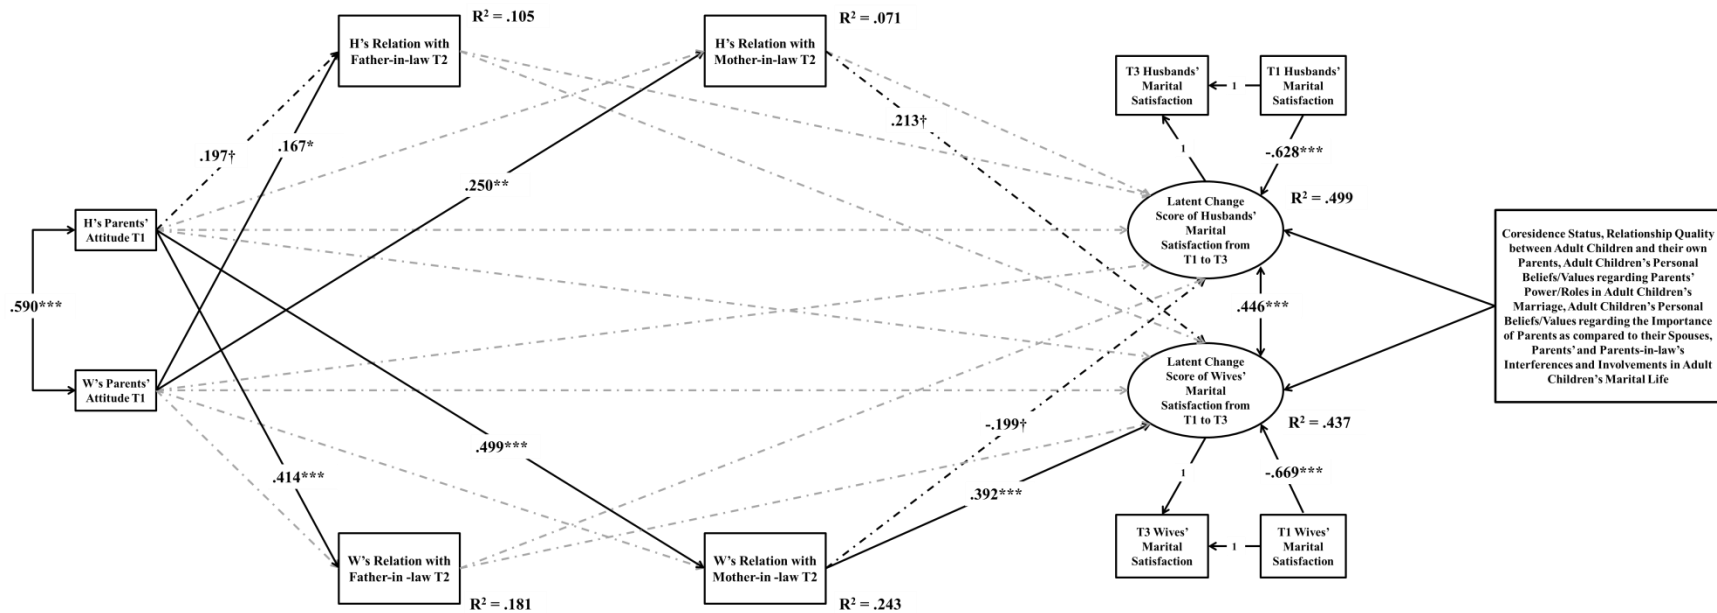 R² = .105
H's Relation with
Father-in-law T2
R² = .071
H's Relation with
Mother-in-law T2
T3 Husbands'
Marital
Satisfaction
1
T1 Husbands'
Marital
Satisfaction
.197†
.167*
.250**
.213†
1
-.628***
H's Parents'
Attitude T1
Latent Change
Score of Husbands'
Marital
Satisfaction from
T1 to T3
R² = .499
.590***
.446***
Coresidence Status, Relationship Quality
between Adult Children and their own
Parents, Adult Children's Personal
Beliefs/Values regarding Parents'
Power/Roles in Adult Children's
Marriage, Adult Children's Personal
Beliefs/Values regarding the Importance
of Parents as compared to their Spouses,
Parents' and Parents-in-law's
Interferences and Involvements in Adult
Children's Marital Life
W's Parents'
Attitude T1
Latent Change
Score of Wives'
Marital
Satisfaction from
T1 to T3
R² = .437
.414***
.499***
-.199†
.392***
1
-.669***
W's Relation with
Father-in -law T2
R² = .181
W's Relation with
Mother-in -law T2
R² = .243
T3 Wives'
Marital
Satisfaction
1
T1 Wives'
Marital
Satisfaction